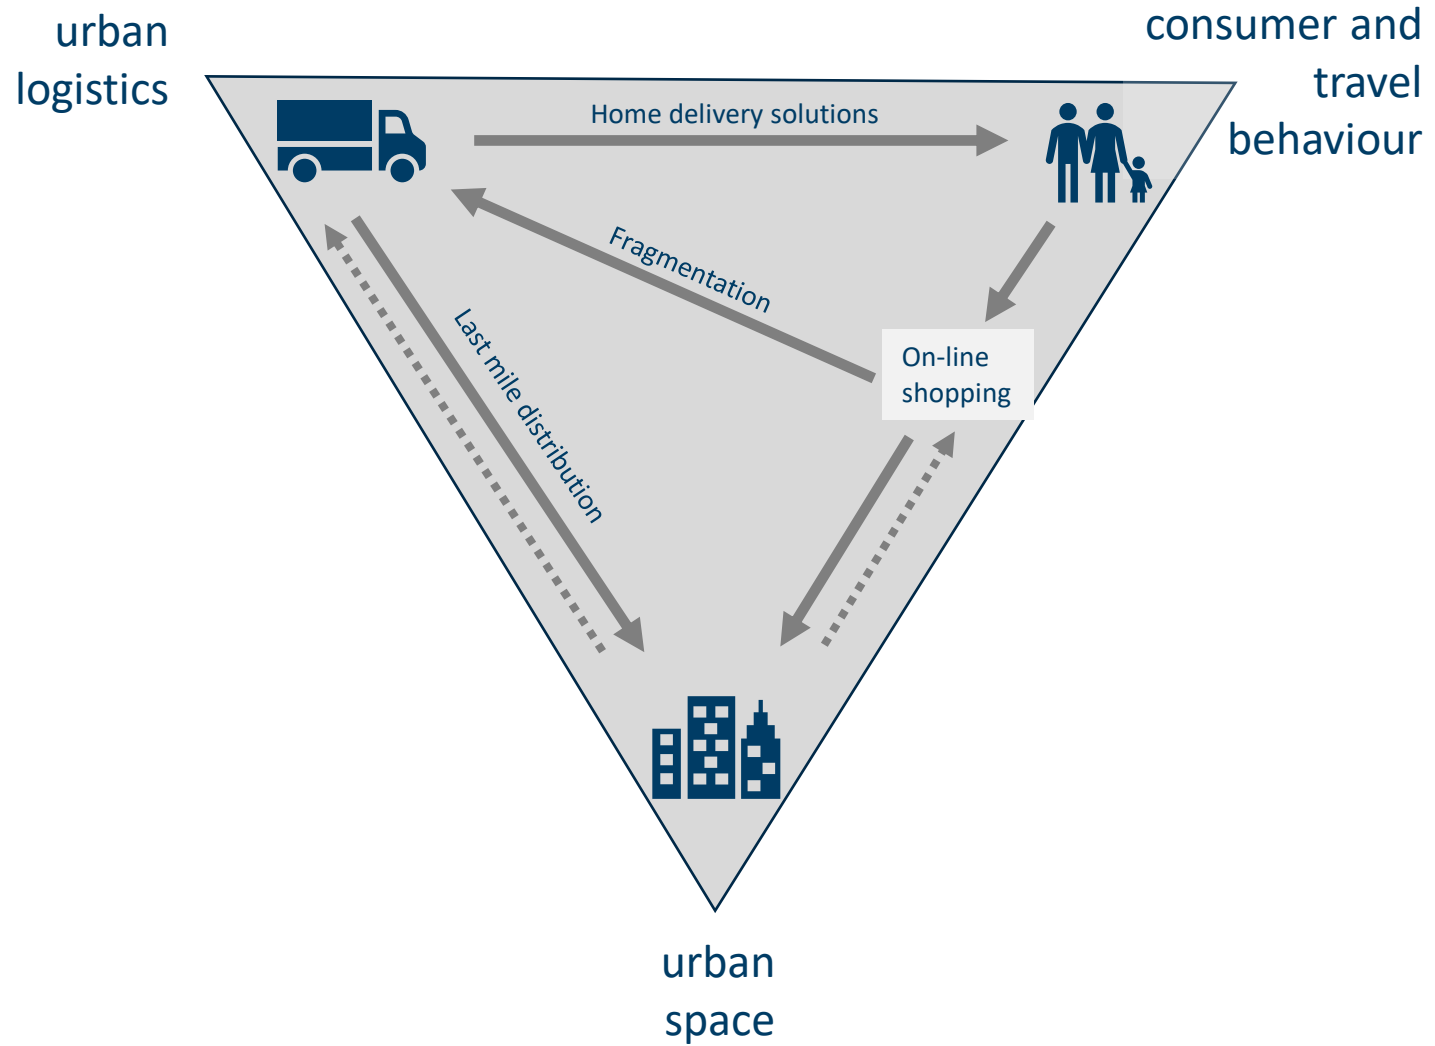 urban
logistics
consumer and
travel
behaviour
Home delivery solutions
Fragmentation
On-line
shopping
Last mile distribution
urban
space